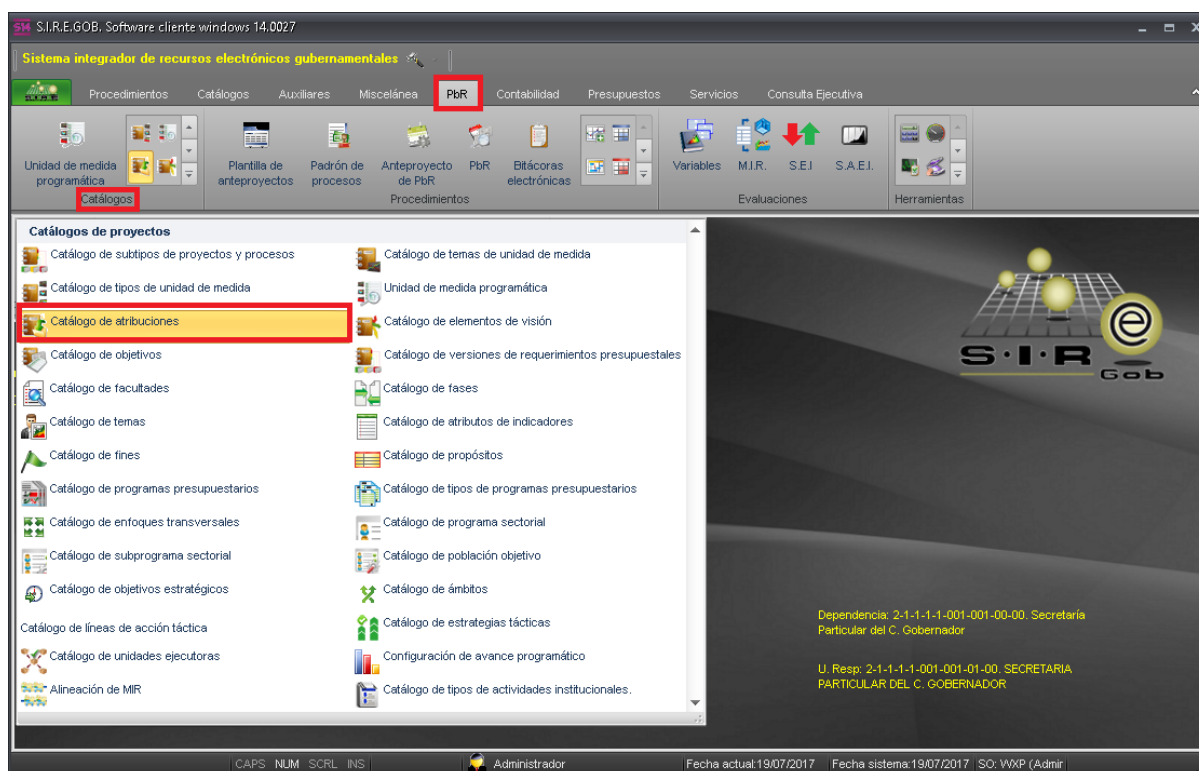 S.I.R.E.GOB. Software cliente windows 14.0027
Sistema integrador de recursos electrónicos gubernamentales
Procedimientos Catálogos Auxiliares Miscelánea PbR Contabilidad Presupuestos Servicios Consulta Ejecutiva
Unidad de medida programática
Plantilla de anteproyectos
Padrón de procesos
Anteproyecto de PbR
PbR
Bitácoras electrónicas
Variables
M.I.R.
S.E.I
S.A.E.I.
Catálogos
Procedimientos
Evaluaciones
Herramientas
Catálogos de proyectos
Catálogo de subtipos de proyectos y procesos
Catálogo de temas de unidad de medida
Catálogo de tipos de unidad de medida
Unidad de medida programática
Catálogo de atribuciones
Catálogo de elementos de visión
Catálogo de objetivos
Catálogo de versiones de requerimientos presupuestales
Catálogo de facultades
Catálogo de fases
Catálogo de temas
Catálogo de atributos de indicadores
Catálogo de fines
Catálogo de propósitos
Catálogo de programas presupuestarios
Catálogo de tipos de programas presupuestarios
Catálogo de enfoques transversales
Catálogo de programa sectorial
Catálogo de subprograma sectorial
Catálogo de población objetivo
Catálogo de objetivos estratégicos
Catálogo de ámbitos
Catálogo de líneas de acción táctica
Catálogo de estrategias tácticas
Catálogo de unidades ejecutoras
Configuración de avance programático
Alineación de MIR
Catálogo de tipos de actividades institucionales.
S·I·R e
Gob
Dependencia: 2-1-1-1-1-001-001-00-00. Secretaría
Particular del C. Gobernador
U. Resp: 2-1-1-1-1-001-001-01-00. SECRETARIA
PARTICULAR DEL C. GOBERNADOR
CAPS NUM SCRL INS Administrador Fecha actual:19/07/2017 Fecha sistema:19/07/2017 SO: WXP (Admir